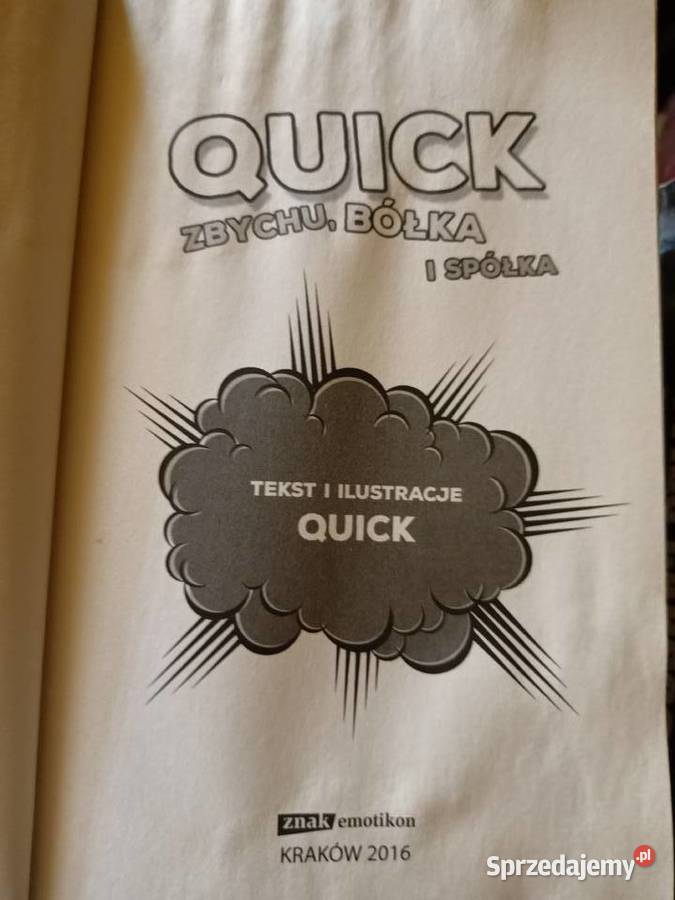 QUICK
ZBYCHU, BÓŁKA
I SPÓŁKA
TEKST I ILUSTRACJE
QUICK
znak emotikon
KRAKÓW 2016
Sprzedajemy.pl